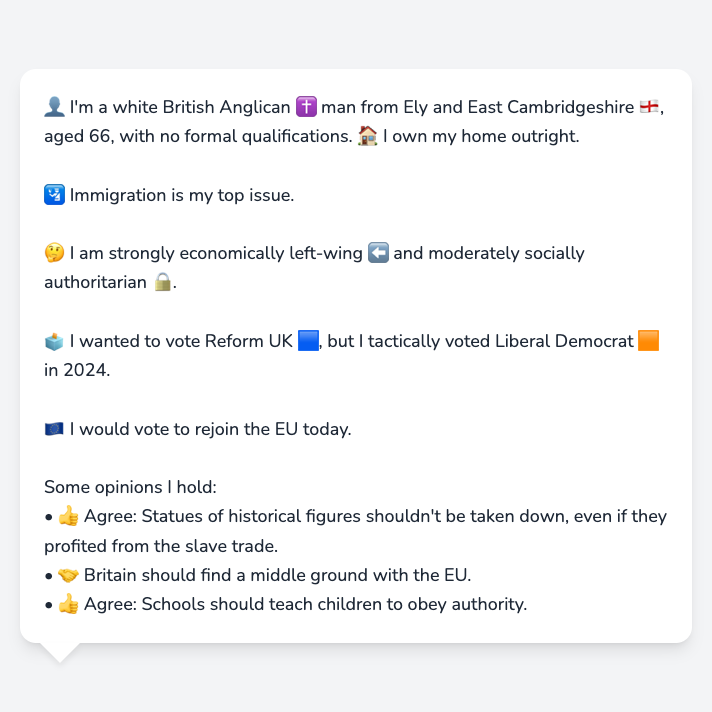 👤 I'm a white British Anglican ✝️ man from Ely and East Cambridgeshire 🏴󠁧󠁢󠁥󠁮󠁧󠁿,
aged 66, with no formal qualifications. 🏠 I own my home outright.
🛂 Immigration is my top issue.
🤔 I am strongly economically left-wing ⬅️ and moderately socially
authoritarian 🔒.
🗳️ I wanted to vote Reform UK 🟦, but I tactically voted Liberal Democrat 🟧
in 2024.
🇪🇺 I would vote to rejoin the EU today.
Some opinions I hold:
• 👍 Agree: Statues of historical figures shouldn't be taken down, even if they
profited from the slave trade.
• 🤝 Britain should find a middle ground with the EU.
• 👍 Agree: Schools should teach children to obey authority.